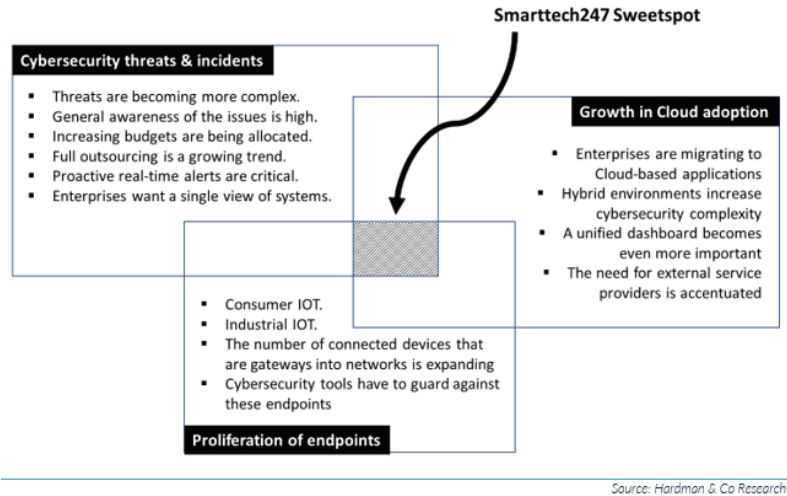 Smarttech247 Sweetspot
Cybersecurity threats & incidents
▪ Threats are becoming more complex.
▪ General awareness of the issues is high.
▪ Increasing budgets are being allocated.
▪ Full outsourcing is a growing trend.
▪ Proactive real-time alerts are critical.
▪ Enterprises want a single view of systems.
Growth in Cloud adoption
▪ Enterprises are migrating to
Cloud-based applications
▪ Hybrid environments increase
cybersecurity complexity
▪ A unified dashboard becomes
even more important
▪ The need for external service
providers is accentuated
▪ Consumer IOT.
▪ Industrial IOT.
▪ The number of connected devices that
are gateways into networks is expanding
▪ Cybersecurity tools have to guard against
these endpoints
Proliferation of endpoints
Source: Hardman & Co Research